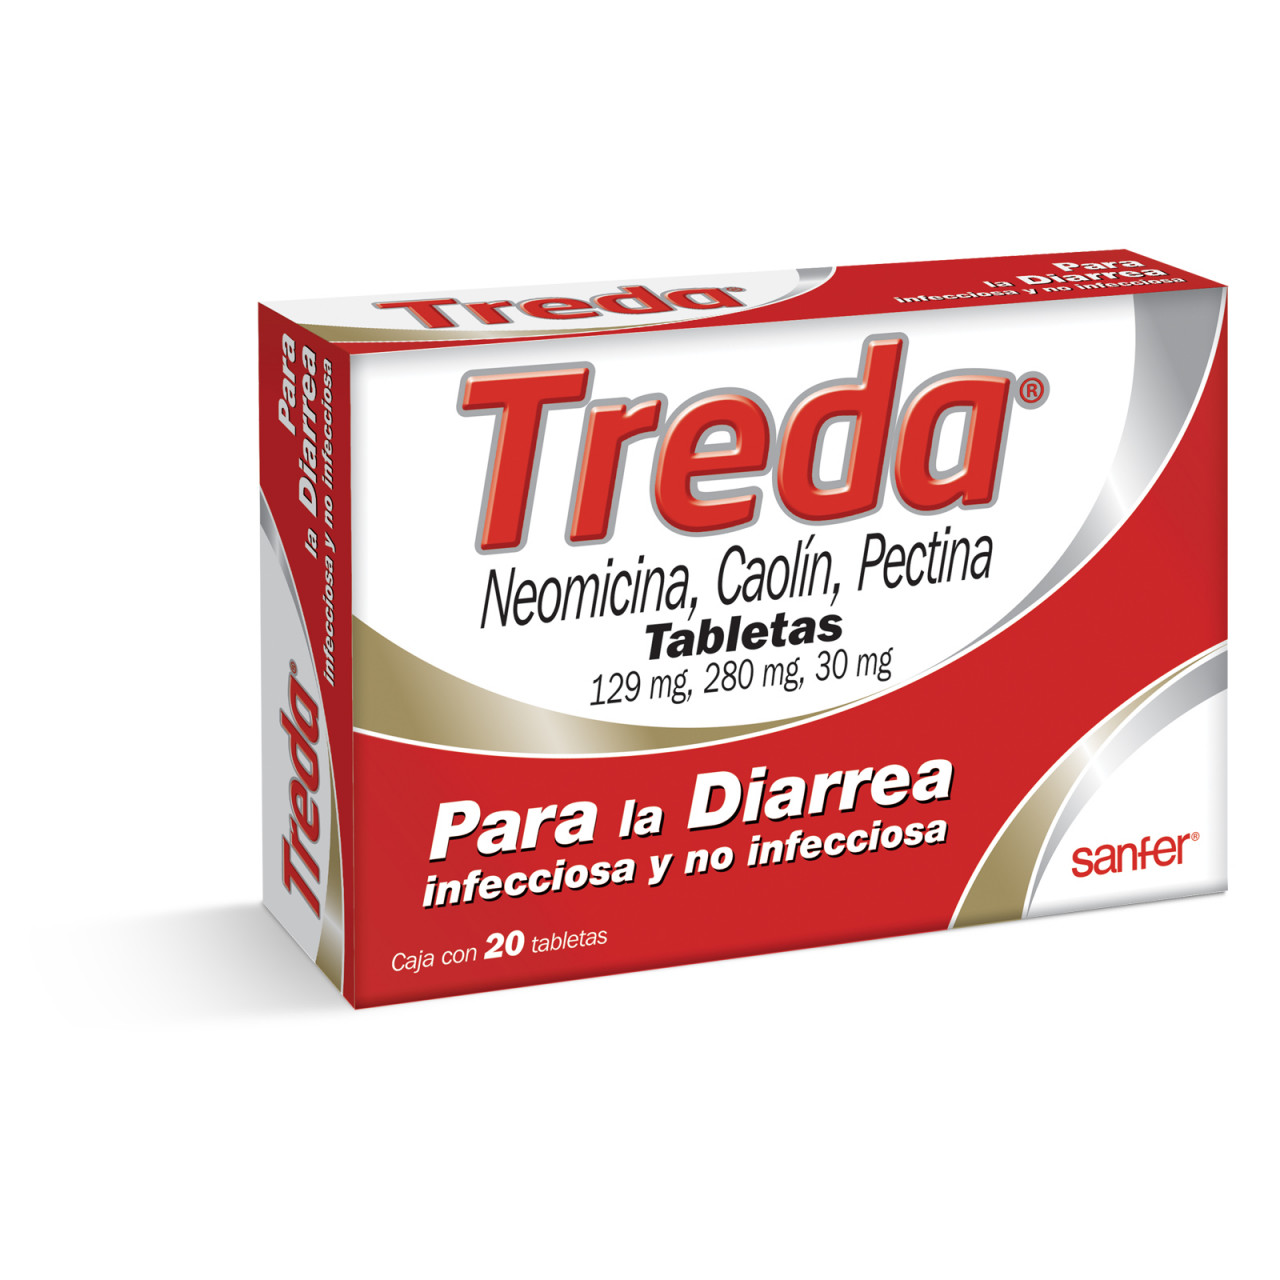 Treda®
Para
la Diarrea
infecciosa y no infecciosa
Para
la Diarrea
infecciosa y no infecciosa
Treda®
Treda®
Neomicina, Caolín, Pectina
Tabletas
129 mg, 280 mg, 30 mg
Para la Diarrea
infecciosa y no infecciosa
Caja con 20 tabletas
sanfer®